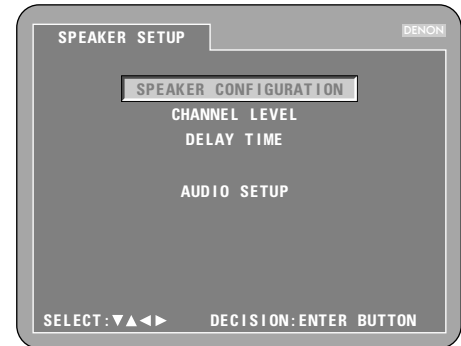 SPEAKER SETUP
DENON
SPEAKER CONFIGURATION
CHANNEL LEVEL
DELAY TIME
AUDIO SETUP
SELECT:▼▲◄► DECISION:ENTER BUTTON